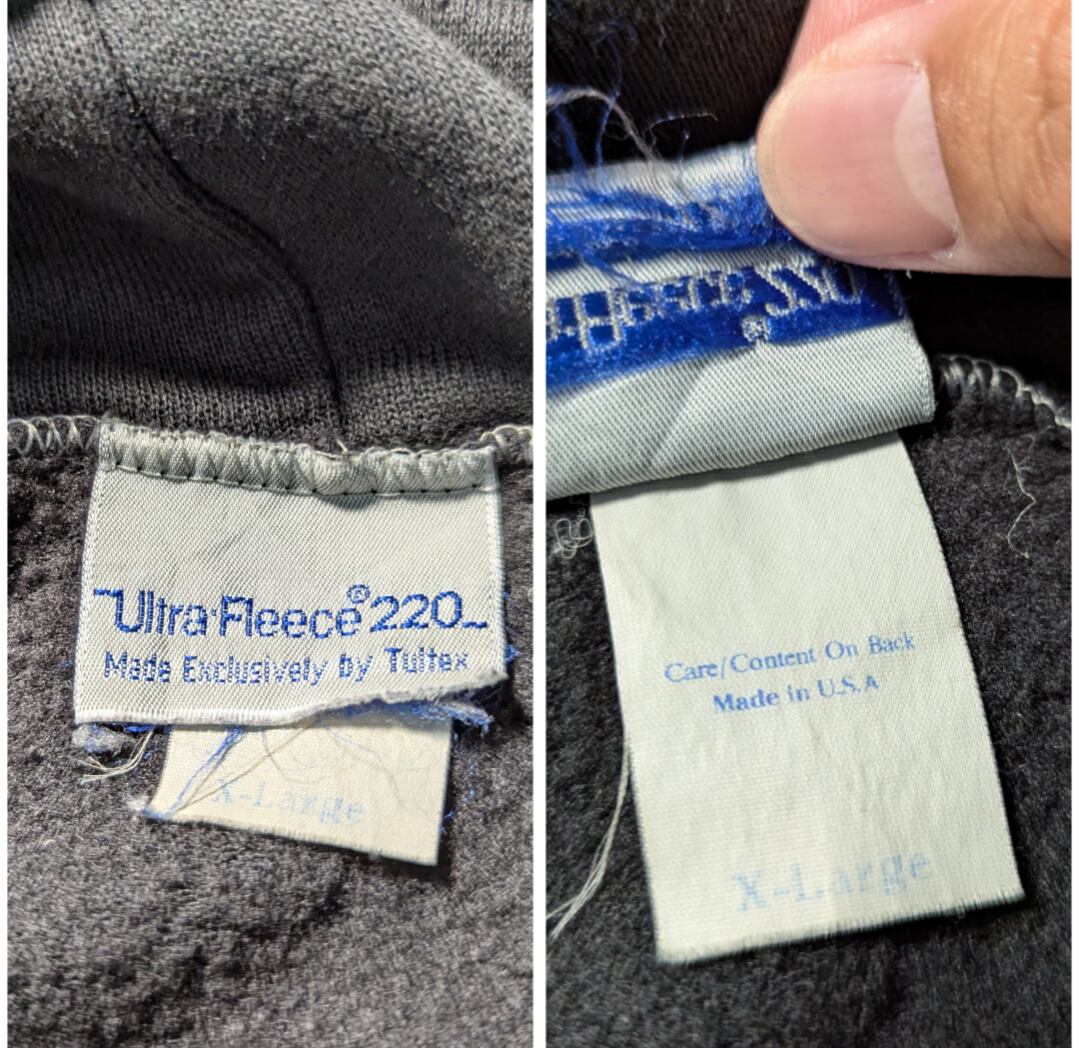 Ultra·Fleece® 220
Made Exclusively by Tultex
X-Large
Care/Content On Back
Made in U.S.A
X-Large